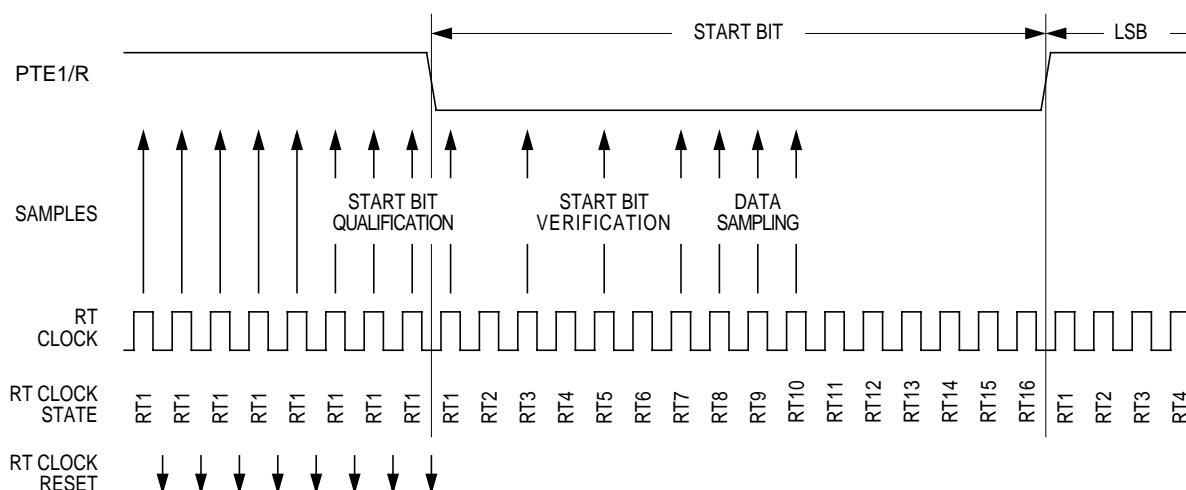 START BIT
LSB
PTE1/R
SAMPLES
START BIT
QUALIFICATION
START BIT
VERIFICATION
DATA
SAMPLING
RT
CLOCK
RT CLOCK
STATE
RT1 RT1 RT1 RT1 RT1 RT1 RT1 RT1 RT1 RT2 RT3 RT4 RT5 RT6 RT7 RT8 RT9 RT10 RT11 RT12 RT13 RT14 RT15 RT16 RT1 RT2 RT3 RT4
RT CLOCK
RESET